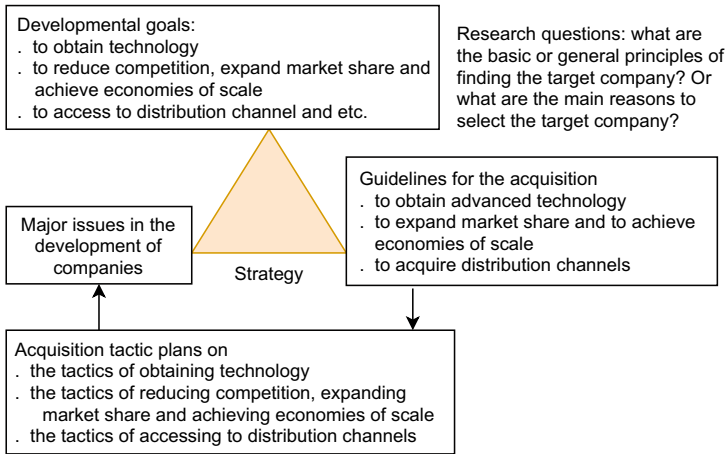 Developmental goals:
. to obtain technology
. to reduce competition, expand market share and
achieve economies of scale
. to access to distribution channel and etc.
Research questions: what are
the basic or general principles of
finding the target company? Or
what are the main reasons to
select the target company?
Guidelines for the acquisition
. to obtain advanced technology
. to expand market share and to achieve
economies of scale
. to acquire distribution channels
Major issues in the
development of
companies
Strategy
Acquisition tactic plans on
. the tactics of obtaining technology
. the tactics of reducing competition, expanding
market share and achieving economies of scale
. the tactics of accessing to distribution channels